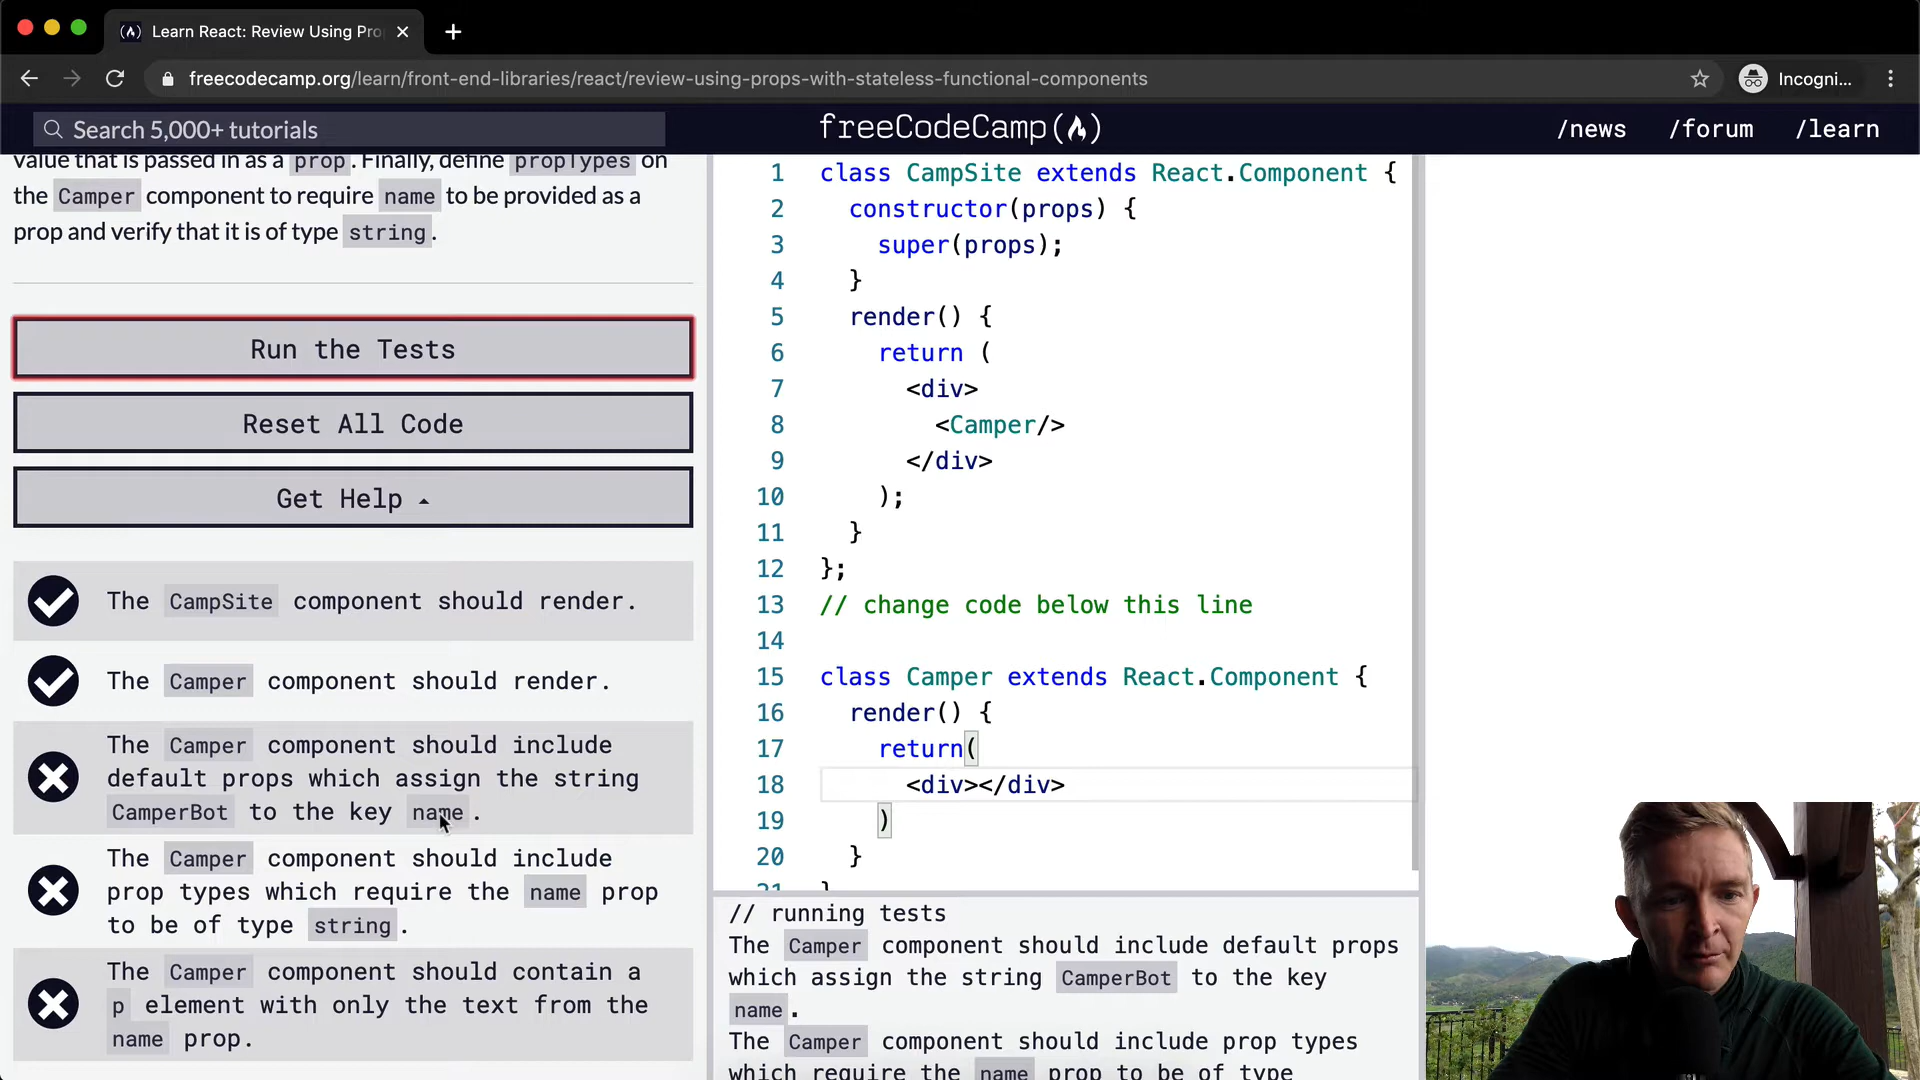 Learn React: Review Using Pro
freecodecamp.org/learn/front-end-libraries/react/review-using-props-with-stateless-functional-components
Incogni...
Search 5,000+ tutorials
freeCodeCamp
/news
/forum
/learn
value that is passed in as a prop. Finally, define propTypes on
the Camper component to require name to be provided as a
prop and verify that it is of type string.
Run the Tests
Reset All Code
Get Help
The CampSite component should render.
The Camper component should render.
The Camper component should include
default props which assign the string
CamperBot to the key name.
The Camper component should include
prop types which require the name prop
to be of type string.
The Camper component should contain a
p element with only the text from the
name prop.
1 class CampSite extends React.Component {
2 constructor(props) {
3 super(props);
4 }
5 render() {
6 return (
7 <div>
8 <Camper/>
9 </div>
10 );
11 }
12 };
13 // change code below this line
14
15 class Camper extends React.Component {
16 render() {
17 return(
18 <div></div>
19 )
20 }
21 }
// running tests
The Camper component should include default props
which assign the string CamperBot to the key
name.
The Camper component should include prop types
which require the name prop to be of type